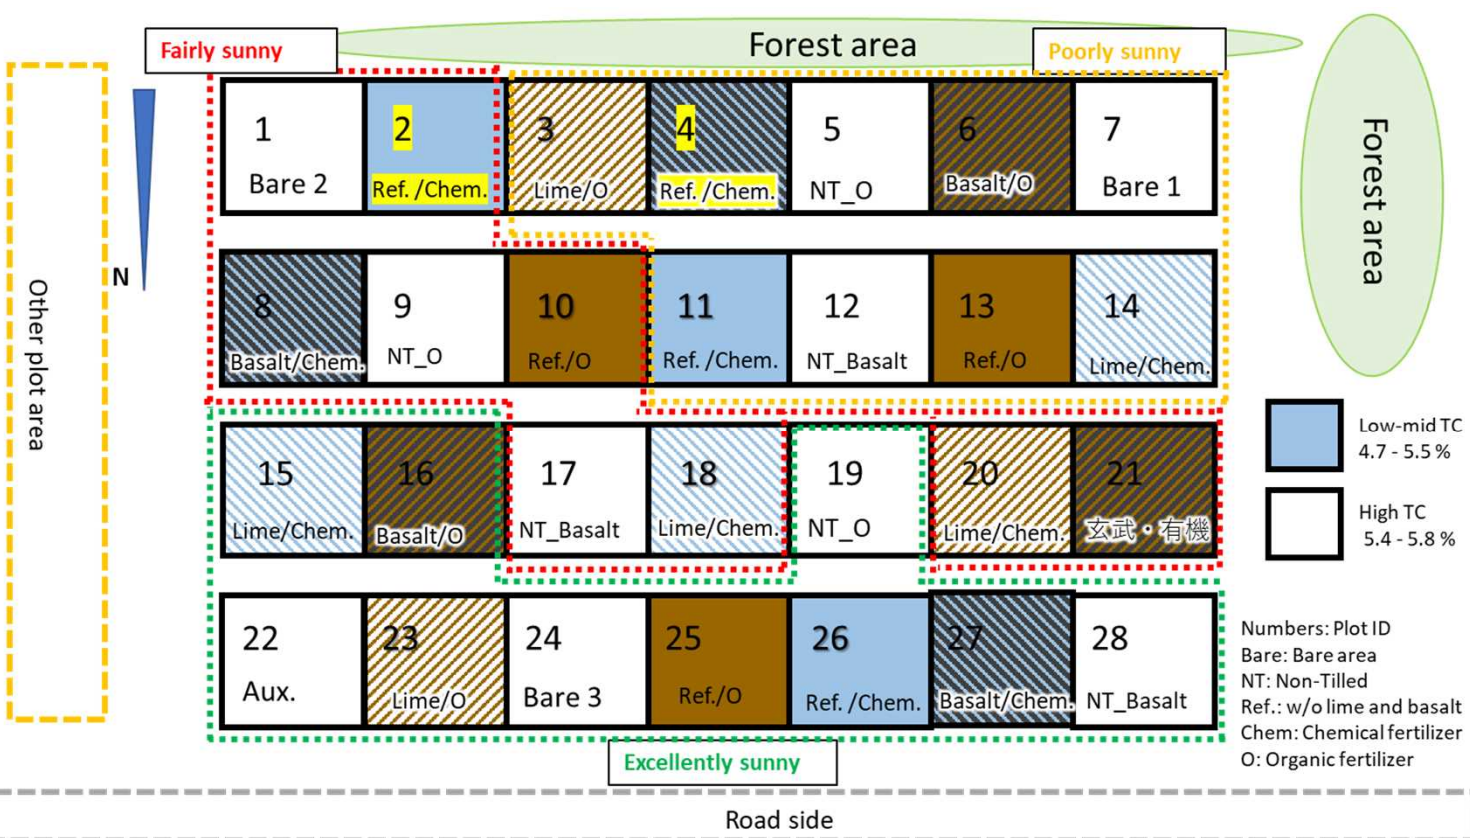 Fairly sunny
Forest area
Poorly sunny
1
Bare 2
2
Ref. /Chem.
3
Lime/O
4
Ref. /Chem.
5
NT_O
6
Basalt/O
7
Bare 1
Forest area
Other plot area
N
8
Basalt/Chem.
9
NT_O
10
Ref./O
11
Ref. /Chem.
12
NT_Basalt
13
Ref./O
14
Lime/Chem.
15
Lime/Chem.
16
Basalt/O
17
NT_Basalt
18
Lime/Chem.
19
NT_O
20
Lime/Chem.
21
玄武・有機
Low-mid TC
4.7 - 5.5 %
High TC
5.4 - 5.8 %
22
Aux.
23
Lime/O
24
Bare 3
25
Ref./O
26
Ref. /Chem.
27
Basalt/Chem.
28
NT_Basalt
Numbers: Plot ID
Bare: Bare area
NT: Non-Tilled
Ref.: w/o lime and basalt
Chem: Chemical fertilizer
O: Organic fertilizer
Excellently sunny
Road side